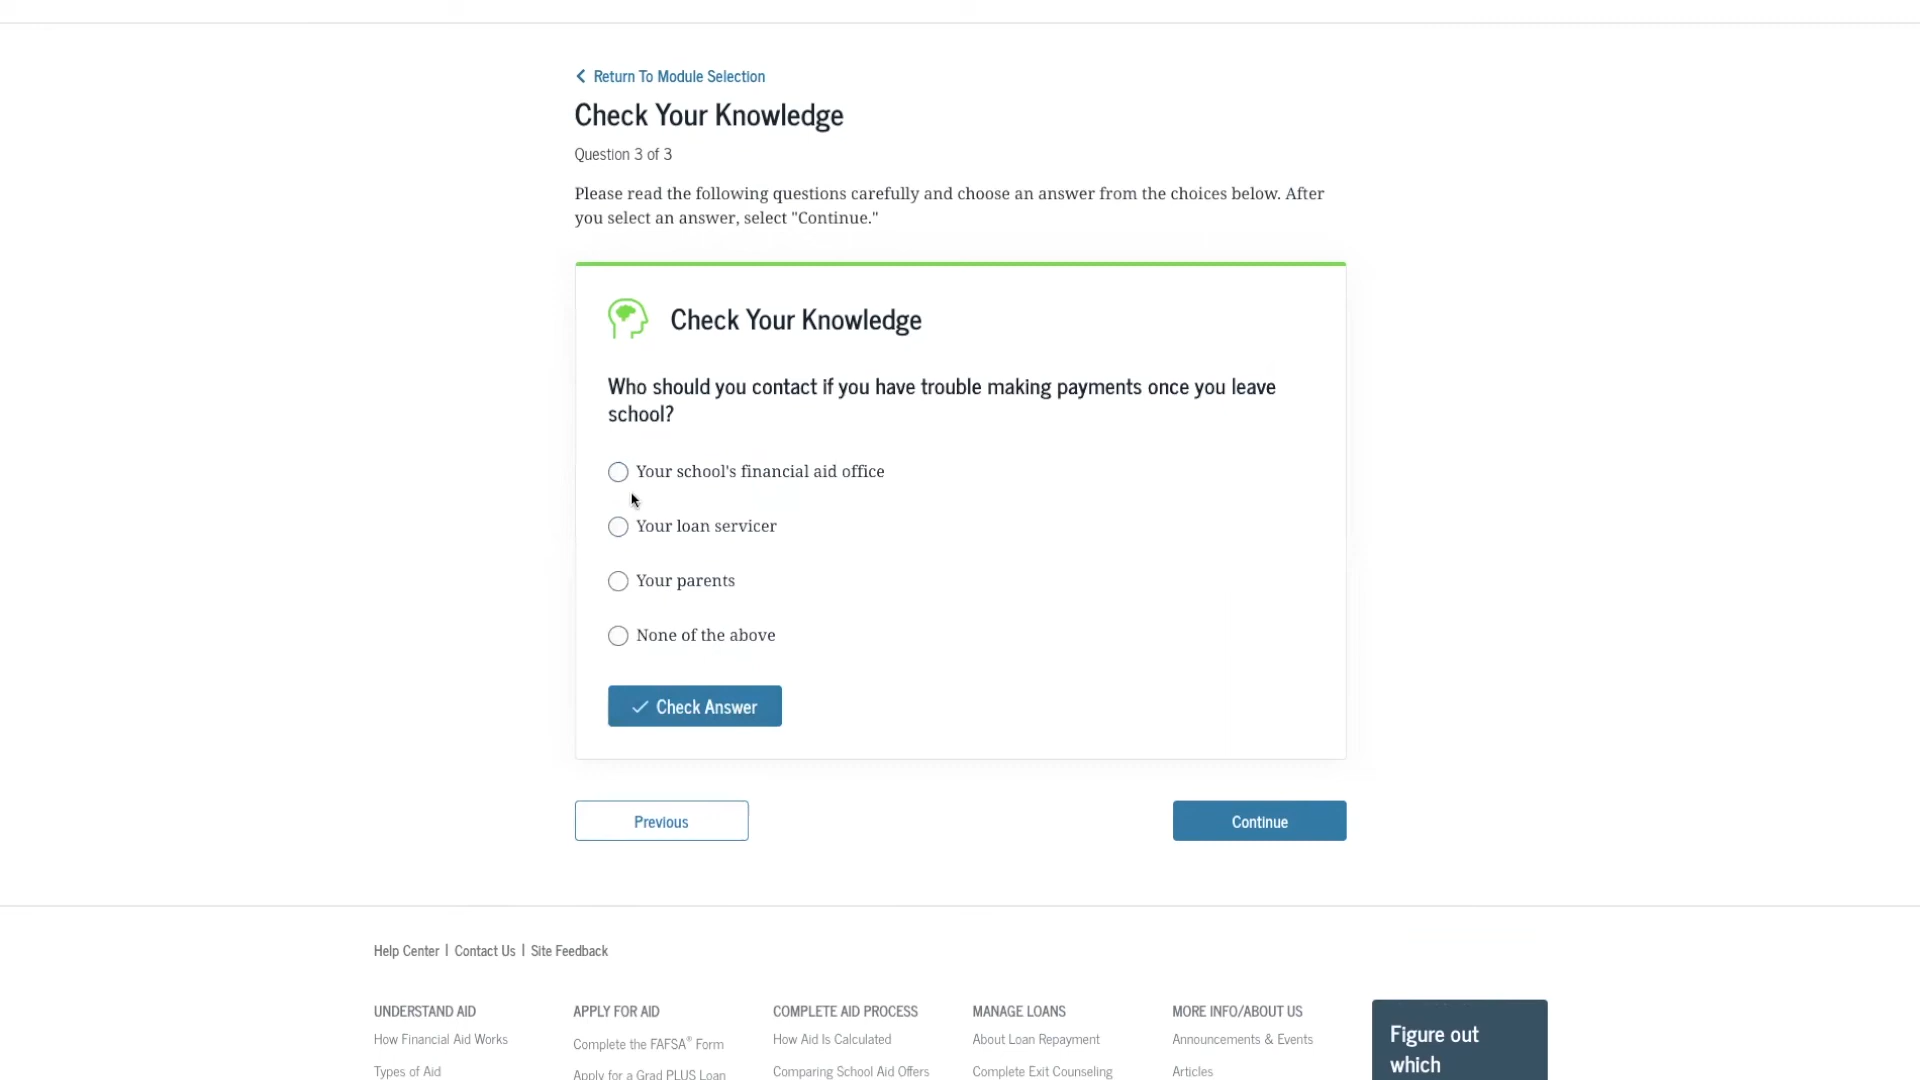 Return To Module Selection
Check Your Knowledge
Question 3 of 3
Please read the following questions carefully and choose an answer from the choices below. After
you select an answer, select "Continue."
Check Your Knowledge
Who should you contact if you have trouble making payments once you leave
school?
Your school's financial aid office
Your loan servicer
Your parents
None of the above
Check Answer
Previous
Continue
Help Center | Contact Us | Site Feedback
UNDERSTAND AID
How Financial Aid Works
Types of Aid
APPLY FOR AID
Complete the FAFSA® Form
Apply for a Grad PLUS Loan
COMPLETE AID PROCESS
How Aid Is Calculated
Comparing School Aid Offers
MANAGE LOANS
About Loan Repayment
Complete Exit Counseling
MORE INFO/ABOUT US
Announcements & Events
Articles
Figure out
which